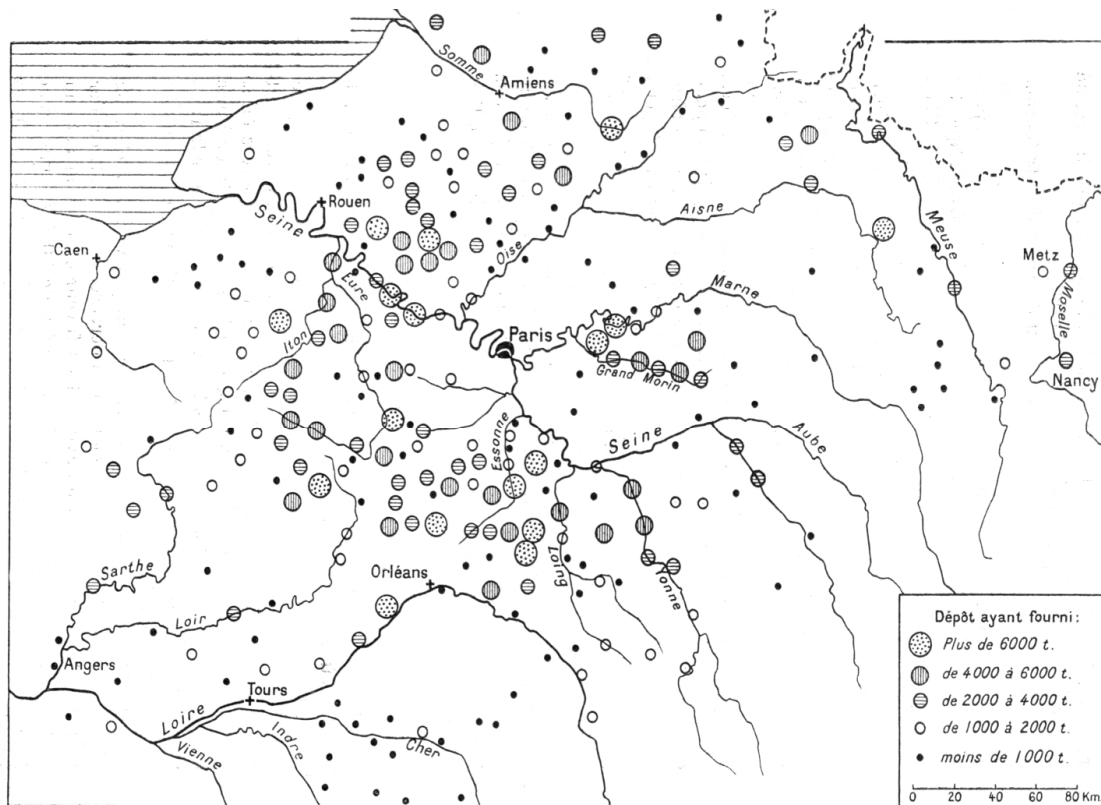 Somme
Amiens
Rouen
Seine
Aisne
Meuse
Caen
Oise
Metz
Eure
Marne
Moselle
Iton
Paris
Grand Morin
Nancy
Essonne
Seine
Aube
Sarthe
Loing
Yonne
Orléans
Loir
Angers
Tours
Loire
Indre
Cher
Vienne
Dépôt ayant fourni :
Plus de 6000 t.
de 4000 à 6000 t.
de 2000 à 4000 t.
de 1000 à 2000 t.
moins de 1000 t.
0 20 40 80 Km.